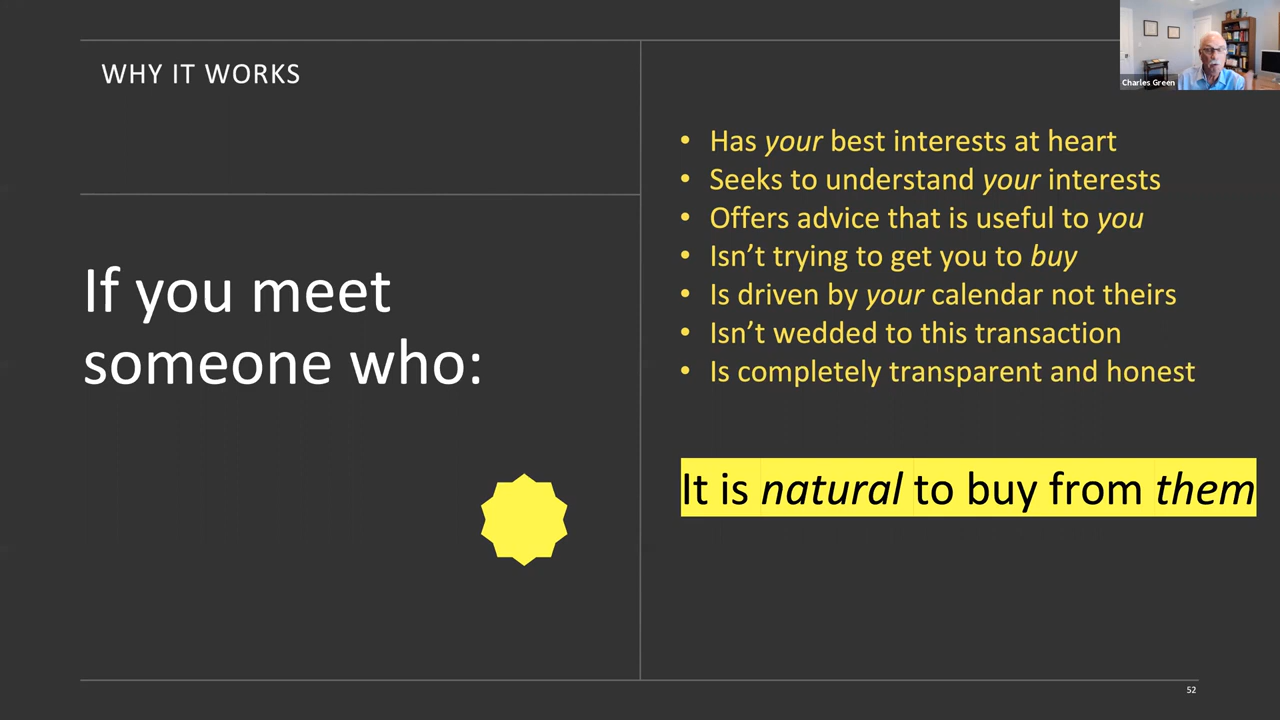 WHY IT WORKS
If you meet
someone who:
• Has your best interests at heart
• Seeks to understand your interests
• Offers advice that is useful to you
• Isn’t trying to get you to buy
• Is driven by your calendar not theirs
• Isn’t wedded to this transaction
• Is completely transparent and honest
It is natural to buy from them
Charles Green
52